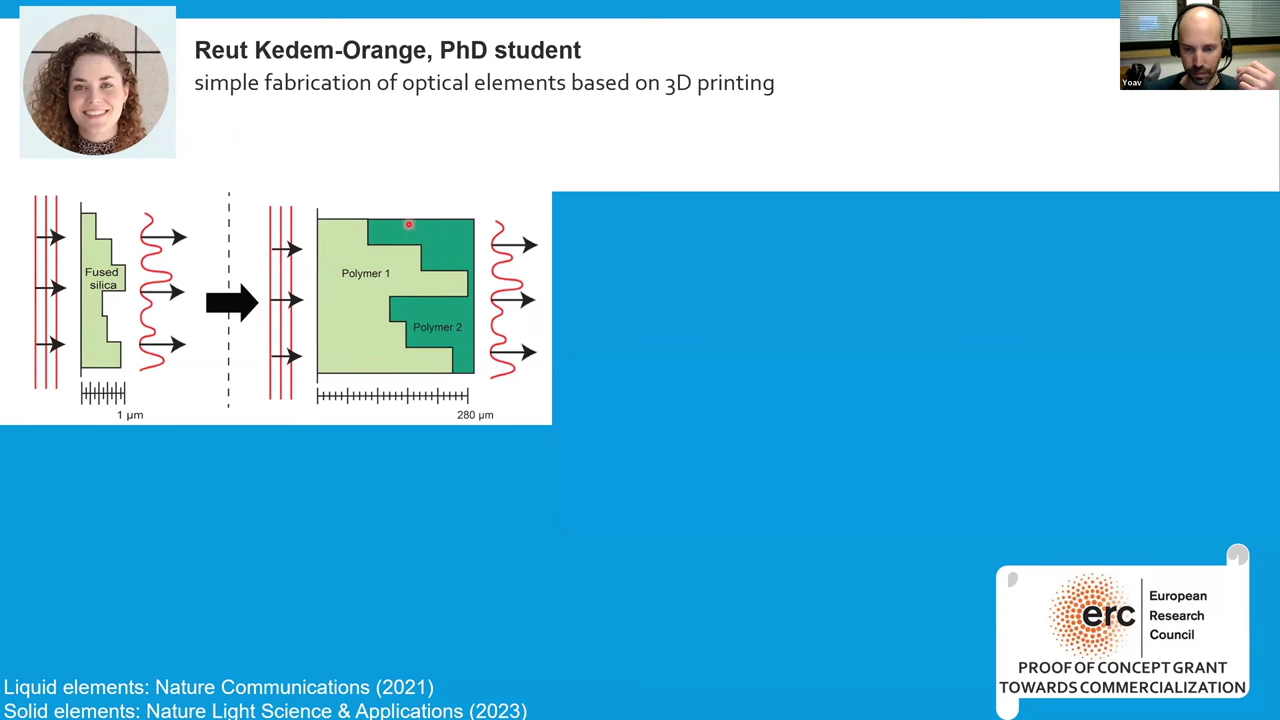 Reut Kedem-Orange, PhD student
simple fabrication of optical elements based on 3D printing
Yoav
Fused
silica
Polymer 1
Polymer 2
1 µm
280 µm
erc
European
Research
Council
PROOF OF CONCEPT GRANT
TOWARDS COMMERCIALIZATION
Liquid elements: Nature Communications (2021)
Solid elements: Nature Light Science & Applications (2023)